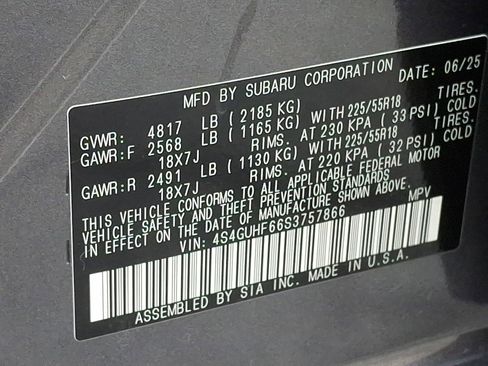 MFD BY SUBARU CORPORATION DATE: 06/25
GVWR: 4817 LB (2185 KG) TIRES.
GAWR:F 2568 LB (1165 KG) WITH 225/55R18
18X7J RIMS. AT 230 KPA (33 PSI) COLD
GAWR:R 2491 LB (1130 KG) WITH 225/55R18 TIRES.
18X7J RIMS. AT 220 KPA (32 PSI) COLD
THIS VEHICLE CONFORMS TO ALL APPLICABLE FEDERAL MOTOR
VEHICLE SAFETY AND THEFT PREVENTION STANDARDS
IN EFFECT ON THE DATE OF MANUFACTURE SHOWN ABOVE.
VIN: 4S4GUHF66S3757866 MPV
ASSEMBLED BY SIA INC. MADE IN U.S.A.